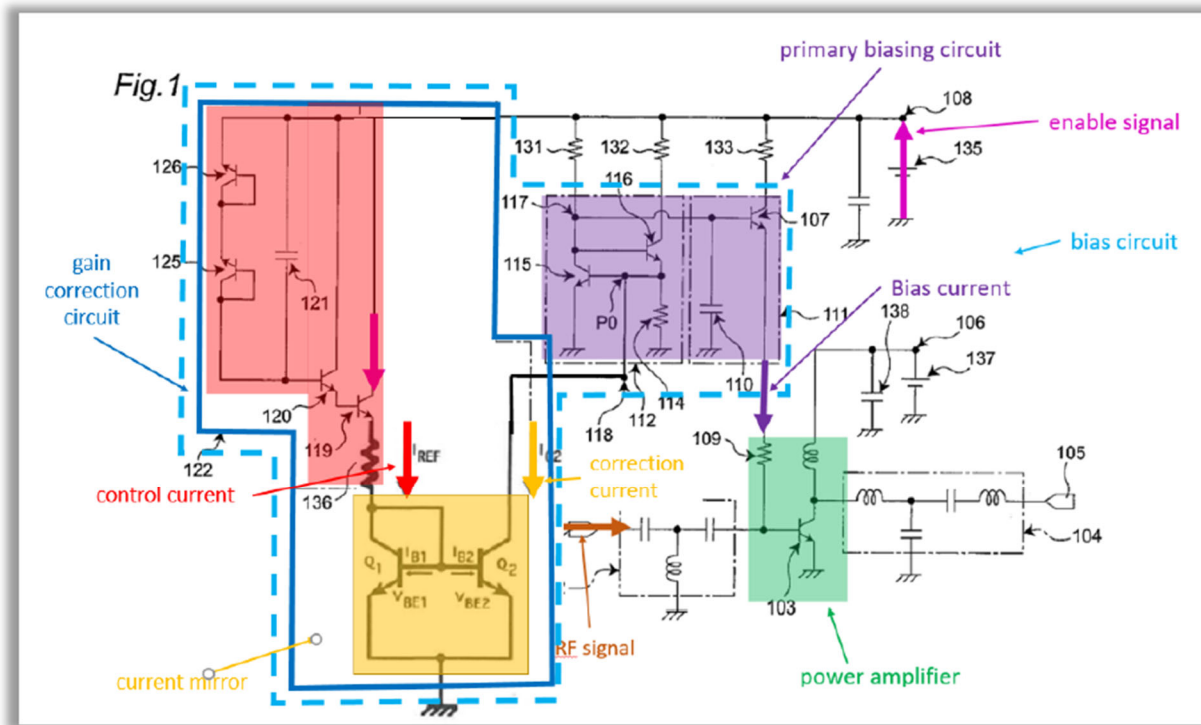 primary biasing circuit
Fig.1
108
enable signal
131
132
133
135
126
116
117
107
bias circuit
gain
correction
circuit
125
121
115
Bias current
P0
111
138
106
110
137
120
114
112
118
119
109
122
I_REF
correction
current
105
control current
136
104
Q1
I_B1
I_B2
Q2
V_BE1
V_BE2
103
RF signal
current mirror
power amplifier